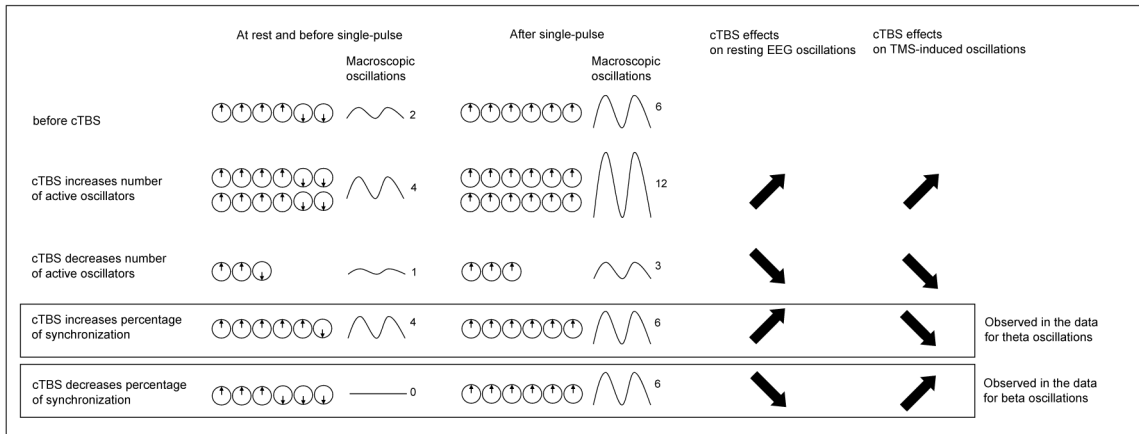 At rest and before single-pulse
After single-pulse
cTBS effects
on resting EEG oscillations
cTBS effects
on TMS-induced oscillations
Macroscopic
oscillations
Macroscopic
oscillations
before cTBS
2
6
cTBS increases number
of active oscillators
4
12
cTBS decreases number
of active oscillators
1
3
cTBS increases percentage
of synchronization
4
6
Observed in the data
for theta oscillations
cTBS decreases percentage
of synchronization
0
6
Observed in the data
for beta oscillations